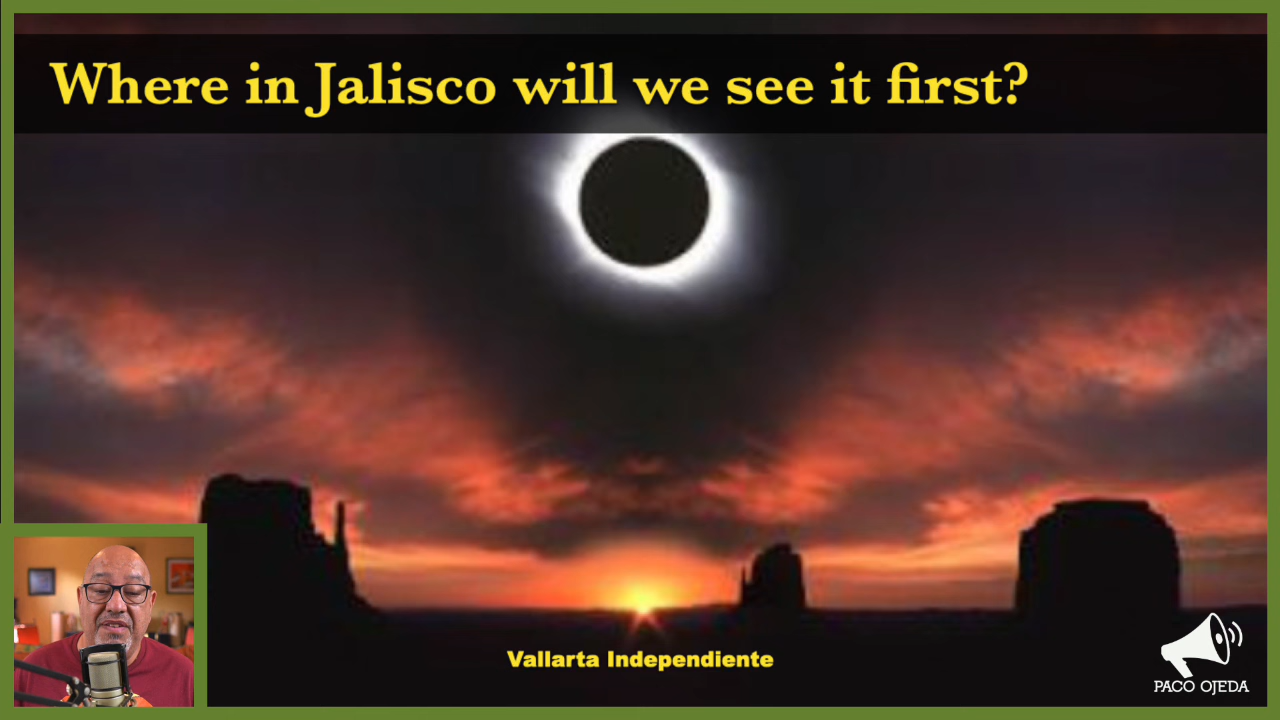 Where in Jalisco will we see it first?
Vallarta Independiente
PACO OJEDA